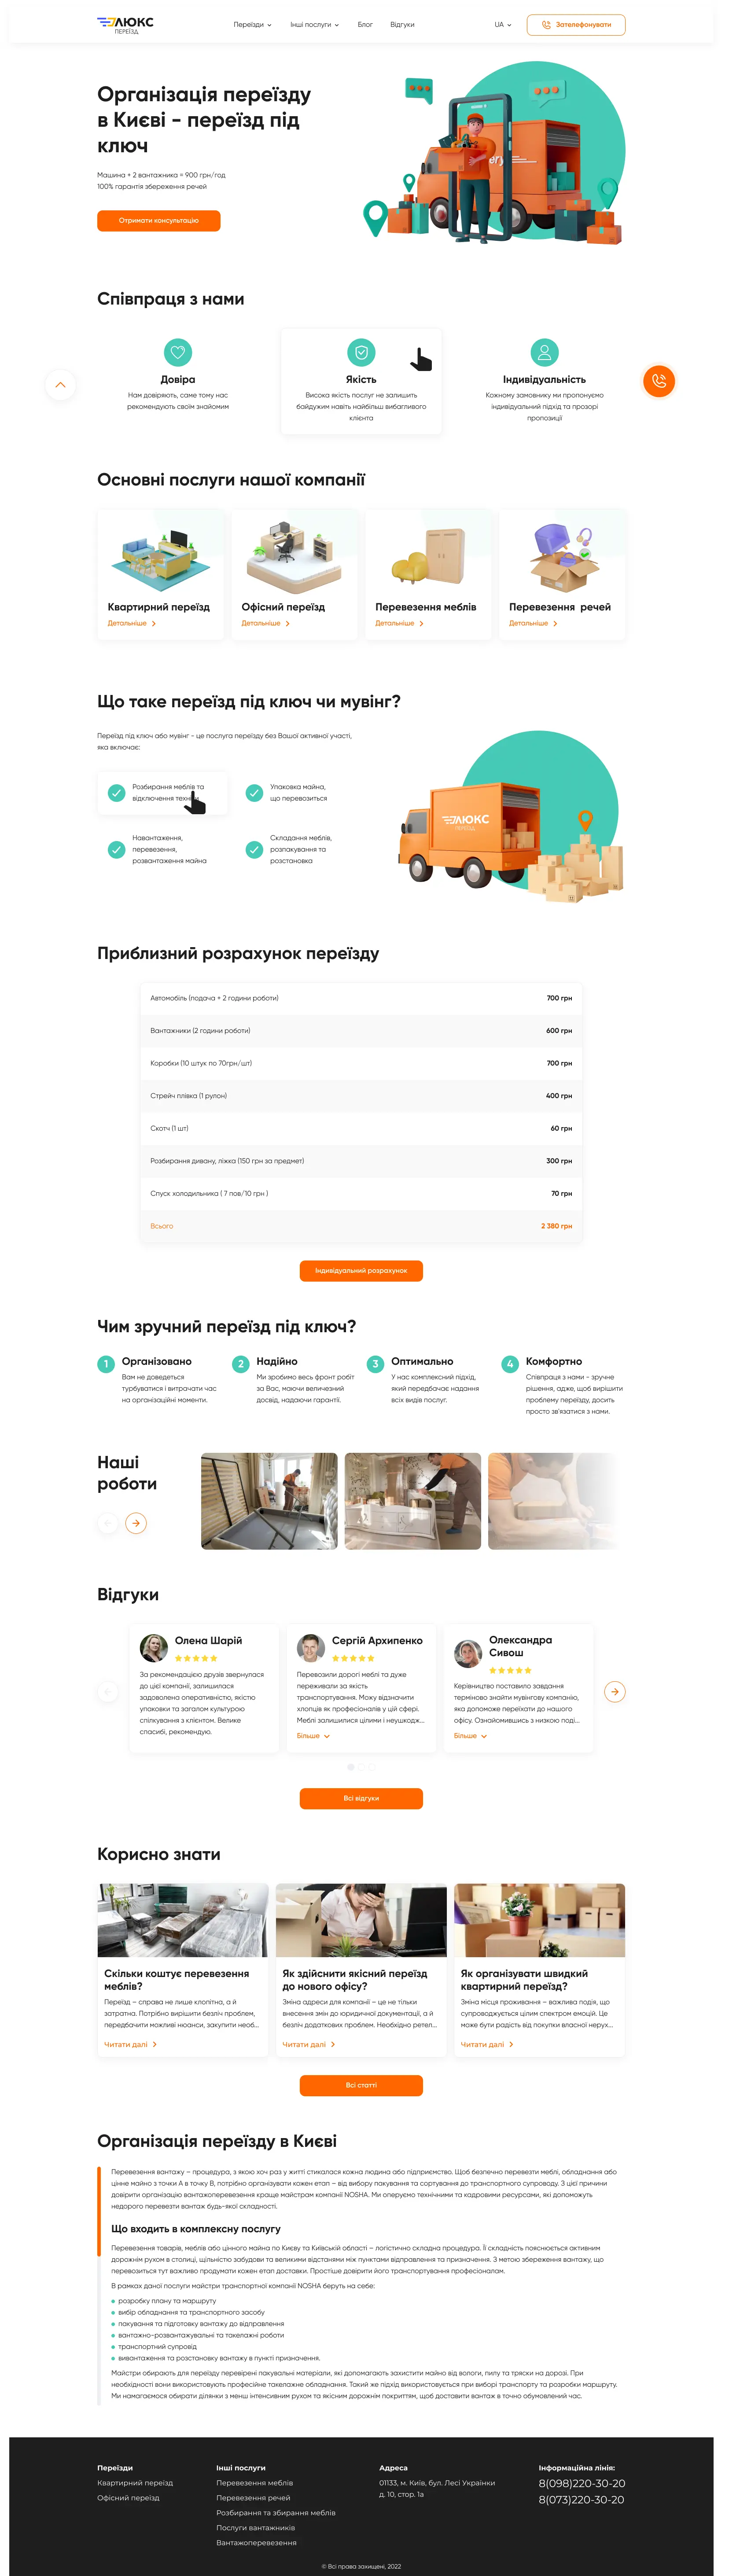 ЛЮКС
ПЕРЕЇЗД
Переїзди
Інші послуги
Блог
Відгуки
UA
Зателефонувати
Організація переїзду
в Києві - переїзд під
ключ
Машина + 2 вантажника = 900 грн/год
100% гарантія збереження речей
Отримати консультацію
Співпраця з нами
Довіра
Нам довіряють, саме тому нас
рекомендують своїм знайомим
Якість
Висока якість послуг не залишить
байдужим навіть найбільш вибагливого
клієнта
Індивідуальність
Кожному замовнику ми пропонуємо
індивідуальний підхід та прозорі
пропозиції
Основні послуги нашої компанії
Квартирний переїзд
Детальніше
Офісний переїзд
Детальніше
Перевезення меблів
Детальніше
Перевезення речей
Детальніше
Що таке переїзд під ключ чи мувінг?
Переїзд під ключ або мувінг - це послуга переїзду без Вашої активної участі,
яка включає:
Розбирання меблів та
відключення
Упаковка майна,
що перевозиться
Навантаження,
перевезення,
розвантаження майна
Складання меблів,
розпакування та
розстановка
ЛЮКС
ПЕРЕЇЗД
Приблизний розрахунок переїзду
Автомобіль (подача + 2 години роботи) 700 грн
Вантажники (2 години роботи) 600 грн
Коробки (10 штук по 70грн/шт) 700 грн
Стрейч плівка (1 рулон) 400 грн
Скотч (1 шт) 60 грн
Розбирання дивану, ліжка (150 грн за предмет) 300 грн
Спуск холодильника ( 7 пов/10 грн ) 70 грн
Всього 2 380 грн
Індивідуальний розрахунок
Чим зручний переїзд під ключ?
1 Організовано
Вам не доведеться
турбуватися і витрачати час
на організаційні моменти.
2 Надійно
Ми зробимо весь фронт робіт
за Вас, маючи величезний
досвід, надаючи гарантії.
3 Оптимально
У нас комплексний підхід,
який передбачає надання
всіх видів послуг.
4 Комфортно
Співпраця з нами - зручне
рішення, адже, щоб вирішити
проблему переїзду, досить
просто зв'язатися з нами.
Наші
роботи
Відгуки
Олена Шарій
За рекомендацією друзів звернулася
до цієї компанії, залишилася
задоволена оперативністю, якістю
упаковки та загалом культурою
спілкування з клієнтом. Велике
спасибі, рекомендую.
Сергій Архипенко
Перевозили дорогі меблі та дуже
переживали за якість
транспортування. Можу відзначити
хлопців як професіоналів у цій сфері.
Меблі залишилися цілими і неушкодж...
Більше
Олександра
Сивош
Керівництво поставило завдання
терміново знайти мувінгову компанію,
яка допоможе переїхати до нашого
офісу. Ознайомившись з низкою поді...
Більше
Всі відгуки
Корисно знати
Скільки коштує перевезення
меблів?
Переїзд – справа не лише клопітна, а й
затратна. Потрібно вирішити безліч проблем,
передбачити можливі нюанси, закупити необ...
Читати далі
Як здійснити якісний переїзд
до нового офісу?
Зміна адреси для компанії – це не тільки
внесення змін до юридичної документації, а й
безліч додаткових проблем. Необхідно ретел...
Читати далі
Як організувати швидкий
квартирний переїзд?
Зміна місця проживання – важлива подія, що
супроводжується цілим спектром емоцій. Це
може бути радість від покупки власної нерух...
Читати далі
Всі статті
Організація переїзду в Києві
Перевезення вантажу – процедура, з якою хоч раз у житті стикалася кожна людина або підприємство. Щоб безпечно перевезти меблі, обладнання або
цінне майно з точки А в точку В, потрібно організувати кожен етап – від вибору пакування та сортування до транспортного супроводу. З цієї причини
довірити організацію вантажоперевезення краще майстрам компанії NOSHA. Ми оперуємо технічними та кадровими ресурсами, які допоможуть
недорого перевезти вантаж будь-якої складності.
Що входить в комплексну послугу
Перевезення товарів, меблів або цінного майна по Києву та Київській області – логістично складна процедура. Її складність пояснюється активним
дорожнім рухом в столиці, щільністю забудови та великими відстанями між пунктами відправлення та призначення. З метою збереження вантажу, що
перевозиться тут важливо продумати кожен етап доставки. Простіше довірити його транспортування професіоналам.
В рамках даної послуги майстри транспортної компанії NOSHA беруть на себе:
розробку плану та маршруту
вибір обладнання та транспортного засобу
пакування та підготовку вантажу до відправлення
вантажно-розвантажувальні та такелажні роботи
транспортний супровід
вивантаження та розстановку вантажу в пункті призначення.
Майстри обирають для переїзду перевірені пакувальні матеріали, які допомагають захистити майно від вологи, пилу та тряски на дорозі. При
необхідності вони використовують професійне такелажне обладнання. Такий же підхід використовується при виборі транспорту та розробки маршруту.
Ми намагаємося обирати ділянки з менш інтенсивним рухом та якісним дорожнім покриттям, щоб доставити вантаж в точно обумовлений час.
Переїзди
Квартирний переїзд
Офісний переїзд
Інші послуги
Перевезення меблів
Перевезення речей
Розбирання та збирання меблів
Послуги вантажників
Вантажоперевезення
Адреса
01133, м. Київ, бул. Лесі Українки
д. 10, стор. 1а
Інформаційна лінія:
8(098)220-30-20
8(073)220-30-20
© Всі права захищені, 2022